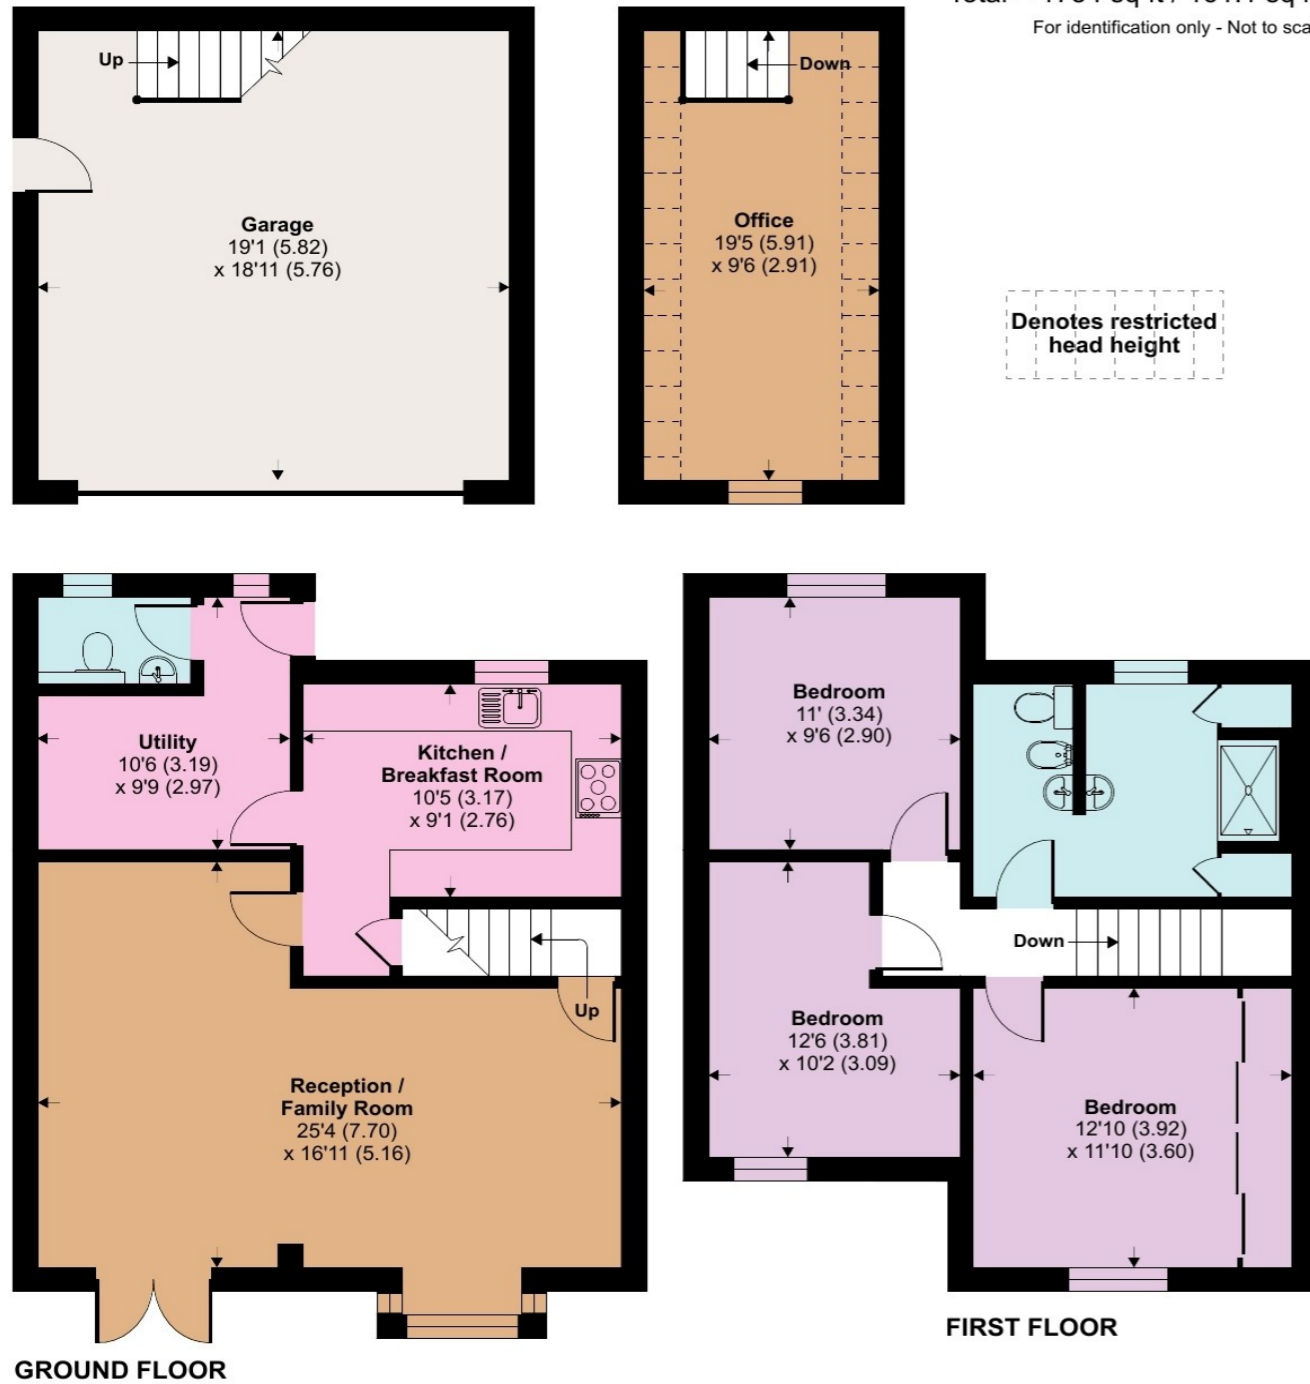 For identification only - Not to sca
Up
Down
Garage
19'1 (5.82)
x 18'11 (5.76)
Office
19'5 (5.91)
x 9'6 (2.91)
Denotes restricted
head height
Utility
10'6 (3.19)
x 9'9 (2.97)
Kitchen /
Breakfast Room
10'5 (3.17)
x 9'1 (2.76)
Up
Reception /
Family Room
25'4 (7.70)
x 16'11 (5.16)
GROUND FLOOR
Bedroom
11' (3.34)
x 9'6 (2.90)
Down
Bedroom
12'6 (3.81)
x 10'2 (3.09)
Bedroom
12'10 (3.92)
x 11'10 (3.60)
FIRST FLOOR